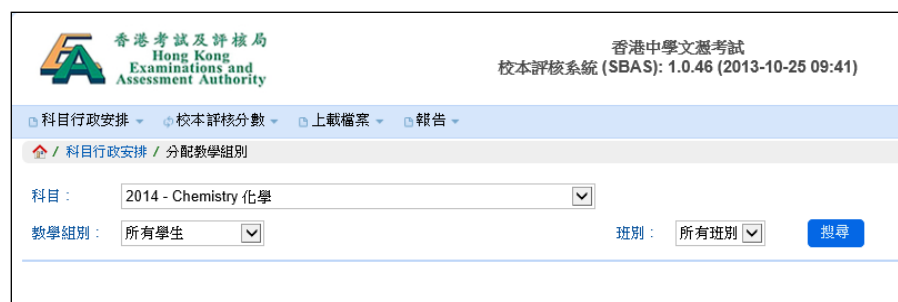 香港考試及評核局
Hong Kong
Examinations and
Assessment Authority
香港中學文憑考試
校本評核系統 (SBAS): 1.0.46 (2013-10-25 09:41)
科目行政安排 校本評核分數 上載檔案 報告
/ 科目行政安排 / 分配教學組別
科目 : 2014 - Chemistry 化學
教學組別 : 所有學生 班別 : 所有班別 搜尋